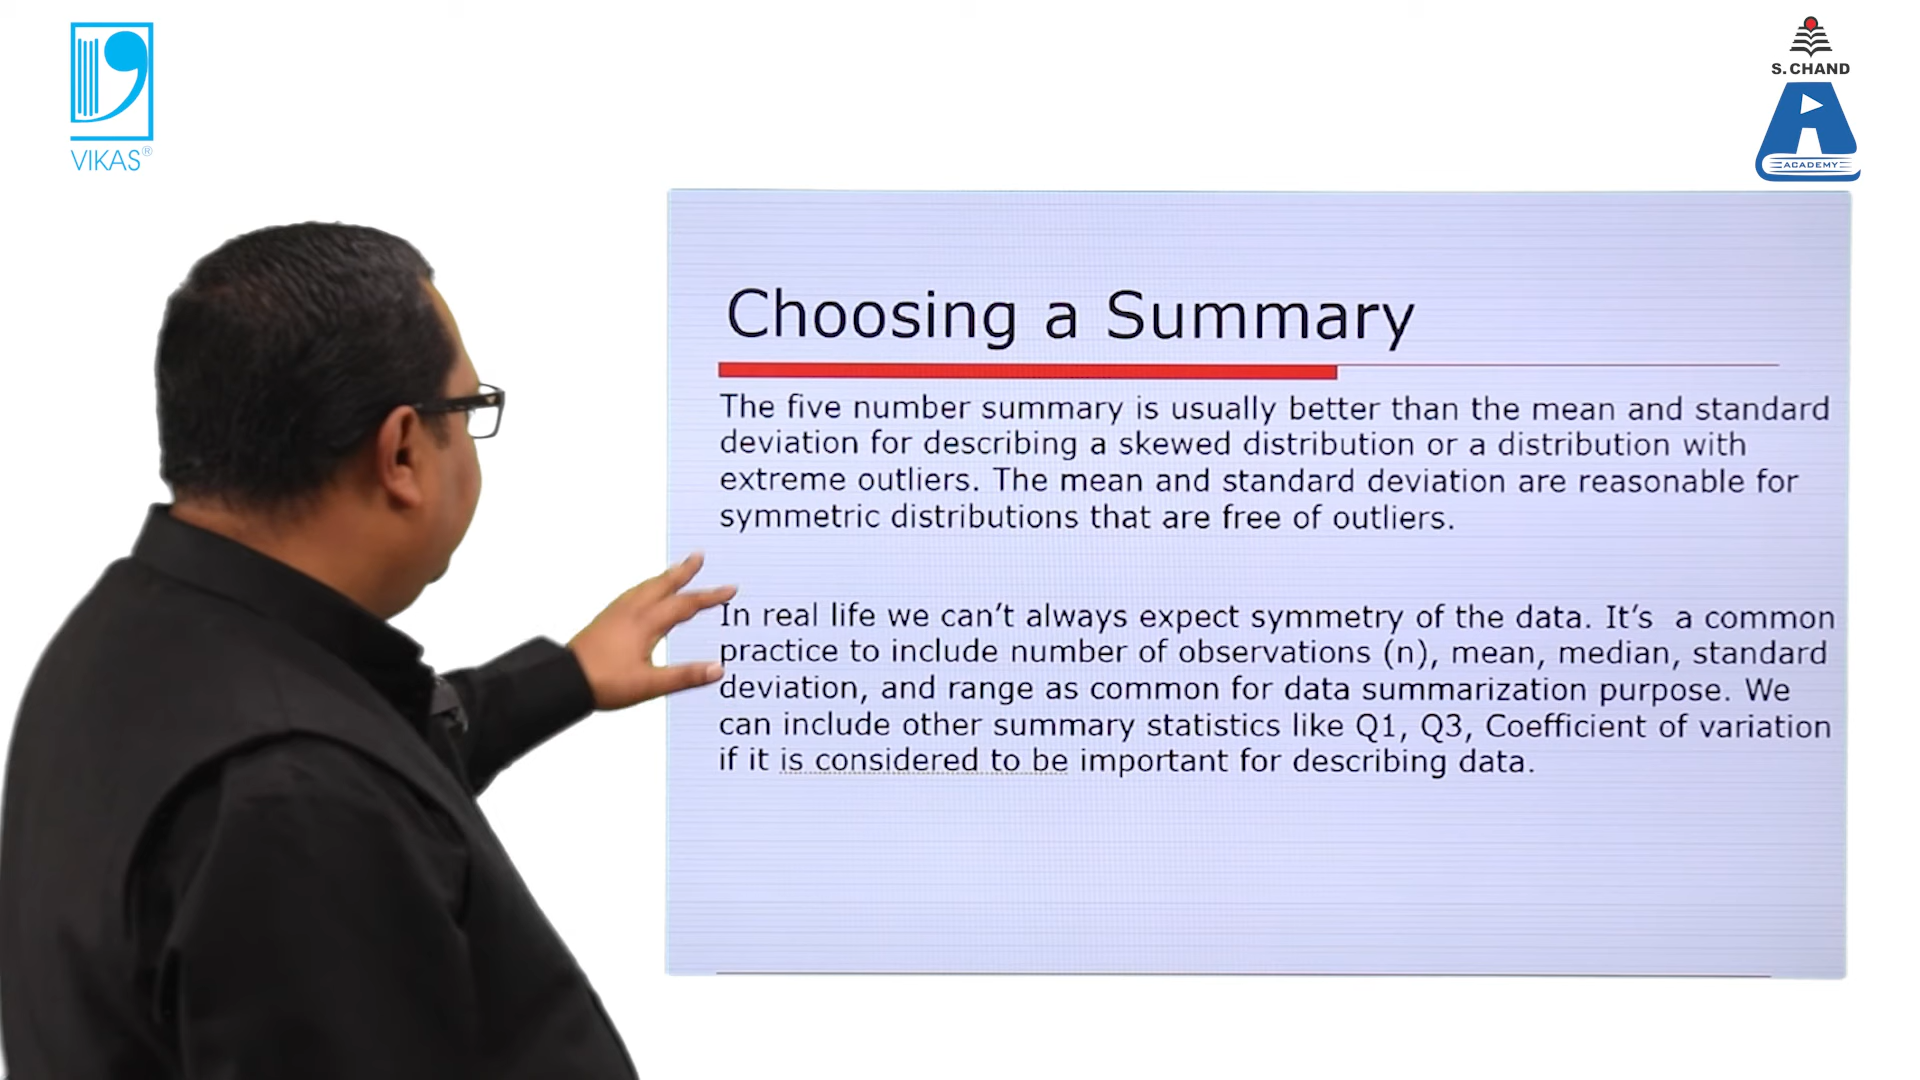 VIKAS®
S. CHAND
ACADEMY
Choosing a Summary
The five number summary is usually better than the mean and standard
deviation for describing a skewed distribution or a distribution with
extreme outliers. The mean and standard deviation are reasonable for
symmetric distributions that are free of outliers.
In real life we can’t always expect symmetry of the data. It’s  a common
practice to include number of observations (n), mean, median, standard
deviation, and range as common for data summarization purpose. We
can include other summary statistics like Q1, Q3, Coefficient of variation
if it is considered to be important for describing data.